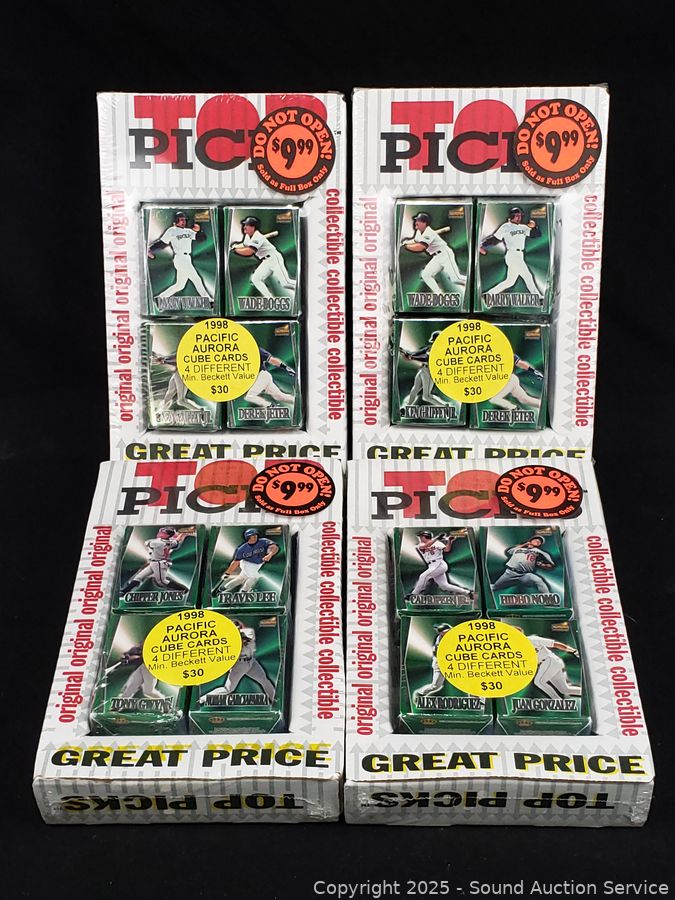 TOP
PICKS
DO NOT OPEN!
$9.99
Sold as Full Box Only
original original original
collectible collectible
LARRY WALKER
WADE BOGGS
1998
PACIFIC
AURORA
CUBE CARDS
4 DIFFERENT
Min. Beckett Value
$30
KEN GRIFFEY JR.
DEREK JETER
GREAT PRICE
TOP
PICKS
DO NOT OPEN!
$9.99
Sold as Full Box Only
original original
collectible collectible
WADE BOGGS
LARRY WALKER
1998
PACIFIC
AURORA
CUBE CARDS
4 DIFFERENT
Min. Beckett Value
$30
KEN GRIFFEY JR.
DEREK JETER
GREAT PRICE
TOP
PICKS
DO NOT OPEN!
$9.99
Sold as Full Box Only
original original original
collectible collectible
CHIPPER JONES
TRAVIS LEE
1998
PACIFIC
AURORA
CUBE CARDS
4 DIFFERENT
Min. Beckett Value
$30
TONY GWYNN
NOMAR GARCIAPARRA
GREAT PRICE
TOP PICKS
TOP
PICKS
DO NOT OPEN!
$9.99
Sold as Full Box Only
original original original
collectible collectible
CAL RIPKEN JR.
HIDEO NOMO
1998
PACIFIC
AURORA
CUBE CARDS
4 DIFFERENT
Min. Beckett Value
$30
ALEX RODRIGUEZ
JUAN GONZALEZ
GREAT PRICE
TOP PICKS
Copyright 2025 - Sound Auction Service